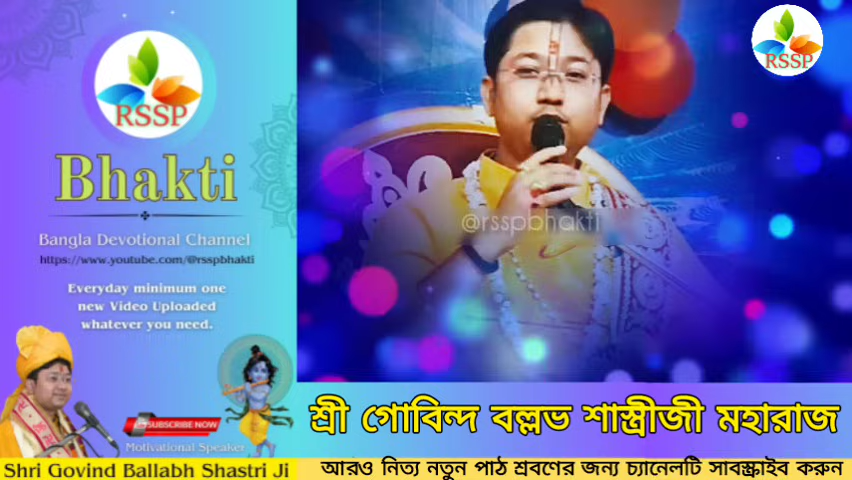 RSSP
Bhakti
Bangla Devotional Channel
https://www.youtube.com/@rsspbhakti
Everyday minimum one
new Video Uploaded
whatever you need.
SUBSCRIBE NOW
Motivational Speaker
Shri Govind Ballabh Shastri Ji
RSSP
@rsspbhakti
শ্রী গোবিন্দ বল্লভ শাস্ত্রীজী মহারাজ
আরও নিত্য নতুন পাঠ শ্রবণের জন্য চ্যানেলটি সাবস্ক্রাইব করুন